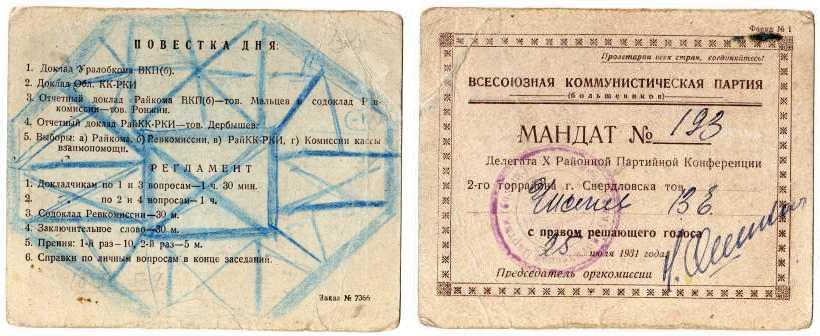 ПОВЕСТКА ДНЯ:
1. Доклад Уралобкома ВКП(б).
2. Доклад Обл. КК-РКИ
3. Отчетный доклад Райкома ВКП(б)—тов. Мальцев и содоклад Р в-
комиссии—тов. Ронжин.
4. Отчетный доклад РайКК-РКИ—тов. Дербышев.
5. Выборы: а) Райкома, б) Ревкомиссии, в) РайКК-РКИ, г) Комиссии кассы
взаимопомощи.
РЕГЛАМЕНТ
1. Докладчикам по 1 и 3 вопросам—1 ч. 30 мин.
2. „ по 2 и 4 вопросам—1 ч.
3. Содоклад Ревкомиссии—30 м.
4. Заключительное слово—30 м.
5. Прения: 1-й раз—10, 2-й раз—5 м.
6. Справки по личным вопросам в конце заседаний.
Заказ № 7366
Форма № 1
Пролетарии всех стран, соединяйтесь!
ВСЕСОЮЗНАЯ КОММУНИСТИЧЕСКАЯ ПАРТИЯ
(большевиков)
МАНДАТ № 193
Делегата X Районной Партийной Конференции
2-го торрайона г. Свердловска тов.
В Е.
с правом решающего голоса
25 июля 1931 года
Председатель оргкомиссии